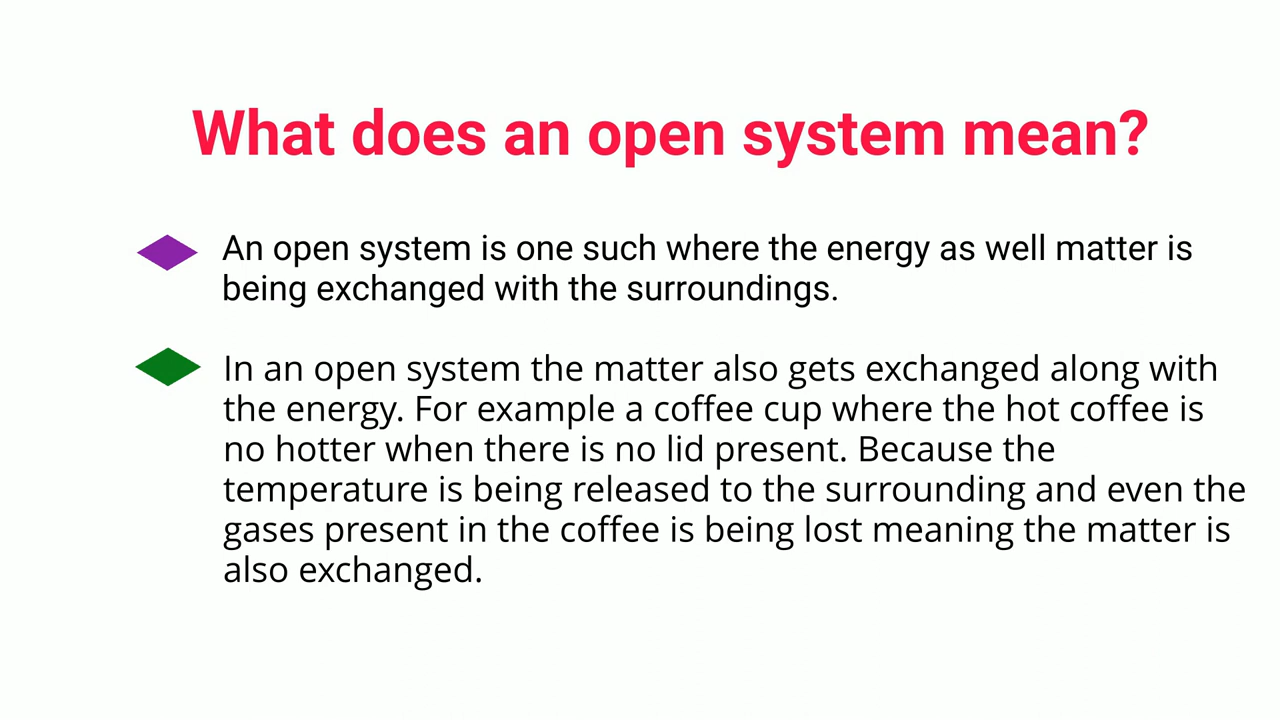 What does an open system mean?
An open system is one such where the energy as well matter is
being exchanged with the surroundings.
In an open system the matter also gets exchanged along with
the energy. For example a coffee cup where the hot coffee is
no hotter when there is no lid present. Because the
temperature is being released to the surrounding and even the
gases present in the coffee is being lost meaning the matter is
also exchanged.